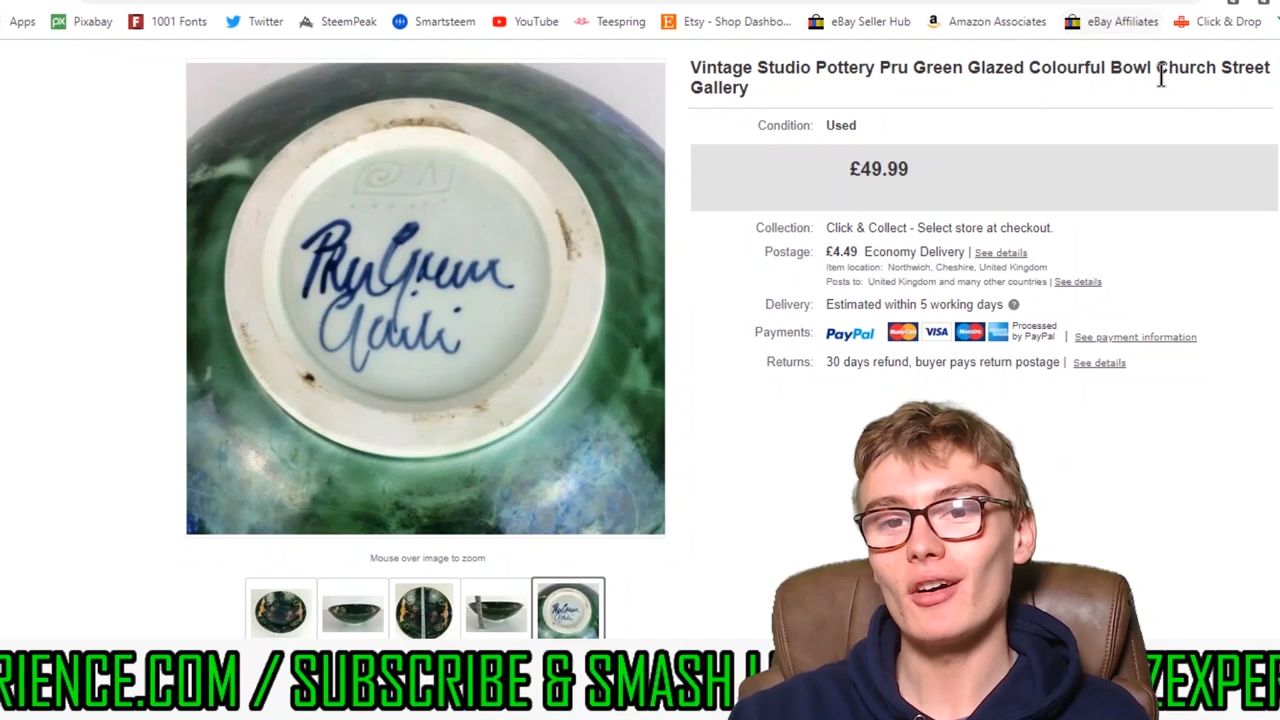 Apps Pixabay 1001 Fonts Twitter SteemPeak Smartsteem YouTube Teespring Etsy - Shop Dashbo... eBay Seller Hub Amazon Associates eBay Affiliates Click & Drop
Vintage Studio Pottery Pru Green Glazed Colourful Bowl Church Street
Gallery
Condition: Used
£49.99
Collection: Click & Collect - Select store at checkout.
Postage: £4.49 Economy Delivery | See details
Item location: Northwich, Cheshire, United Kingdom
Posts to: United Kingdom and many other countries | See details
Delivery: Estimated within 5 working days
Payments: PayPal MasterCard VISA Maestro Processed by PayPal | See payment information
Returns: 30 days refund, buyer pays return postage | See details
Pru Green
Mouse over image to zoom
RIENCE.COM / SUBSCRIBE & SMASH
ZEXPER